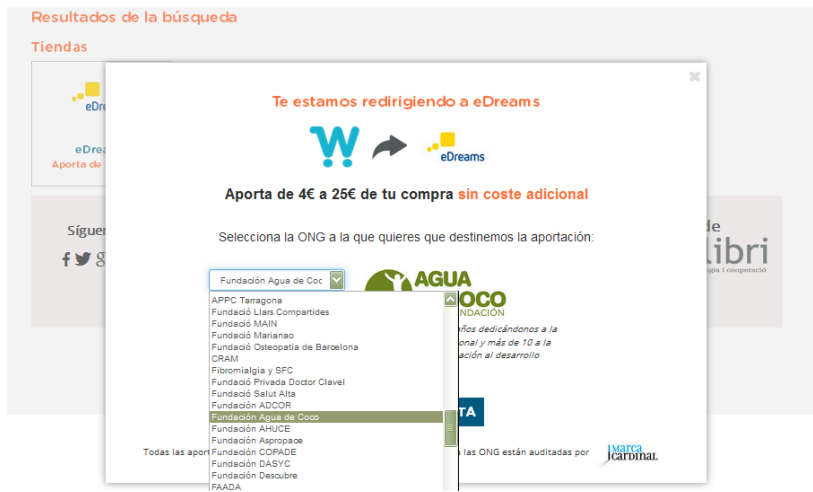 Resultados de la búsqueda
Tiendas
eDre
eDrea
Aporta de
Te estamos redirigiendo a eDreams
eDreams
Aporta de 4€ a 25€ de tu compra sin coste adicional
Selecciona la ONG a la que quieres que destinemos la aportación:
Síguen
Fundación Agua de Coc
AGUA
COCO
NDACIÓN
APPC Tarragona
Fundació Llars Compartides
Fundació MAIN
Fundació Marianao
Fundació Osteopatia de Barcelona
CRAM
Fibromialgia y SFC
Fundació Privada Doctor Clavel
Fundació Salut Alta
Fundación ADCOR
Fundación Agua de Coco
Fundación AHUCE
Fundación Aspropace
Fundación COPADE
Fundación DASYC
Fundación Descubre
FAADA
años dedicándonos a la
onal y más de 10 a la
ación al desarrollo
TA
Todas las aport
a las ONG están auditadas por
Marca
Cardinal
de
libri
gia i cooperació